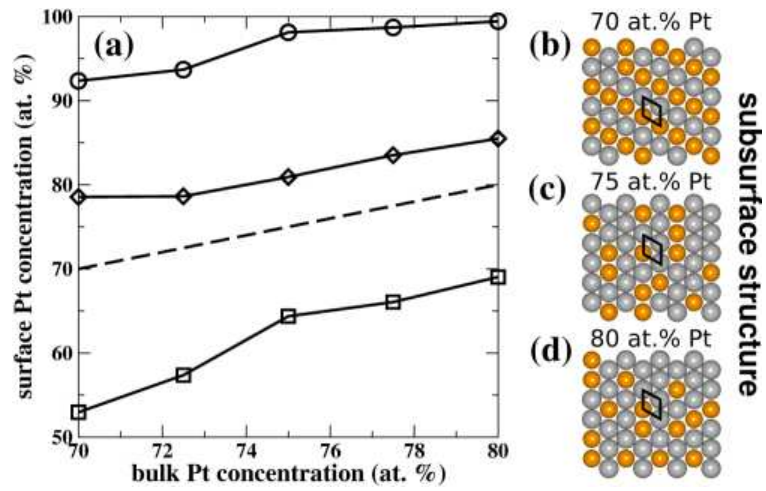 (a)
surface Pt concentration (at. %)
100
90
80
70
60
50
70
72
74
76
78
80
bulk Pt concentration (at. %)
(b)
70 at.% Pt
(c)
75 at.% Pt
(d)
80 at.% Pt
subsurface structure